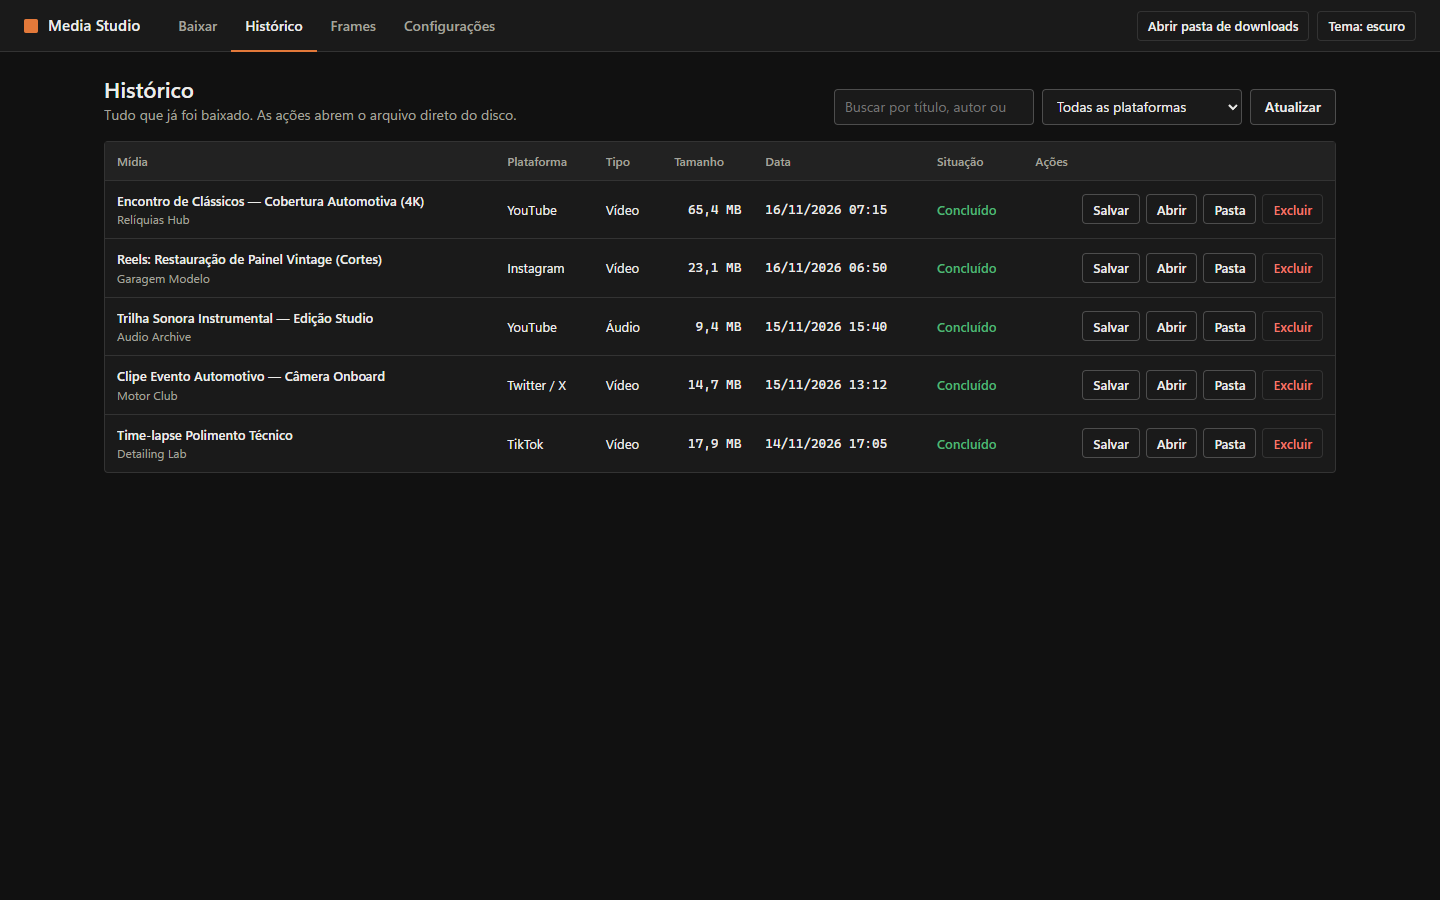 Media Studio Baixar Histórico Frames Configurações Abrir pasta de downloads Tema: escuro
Histórico
Tudo que já foi baixado. As ações abrem o arquivo direto do disco.
Buscar por título, autor ou Todas as plataformas Atualizar
Mídia Plataforma Tipo Tamanho Data Situação Ações
Encontro de Clássicos — Cobertura Automotiva (4K)
Relíquias Hub
YouTube Vídeo 65,4 MB 16/11/2026 07:15 Concluído Salvar Abrir Pasta Excluir
Reels: Restauração de Painel Vintage (Cortes)
Garagem Modelo
Instagram Vídeo 23,1 MB 16/11/2026 06:50 Concluído Salvar Abrir Pasta Excluir
Trilha Sonora Instrumental — Edição Studio
Audio Archive
YouTube Áudio 9,4 MB 15/11/2026 15:40 Concluído Salvar Abrir Pasta Excluir
Clipe Evento Automotivo — Câmera Onboard
Motor Club
Twitter / X Vídeo 14,7 MB 15/11/2026 13:12 Concluído Salvar Abrir Pasta Excluir
Time-lapse Polimento Técnico
Detailing Lab
TikTok Vídeo 17,9 MB 14/11/2026 17:05 Concluído Salvar Abrir Pasta Excluir